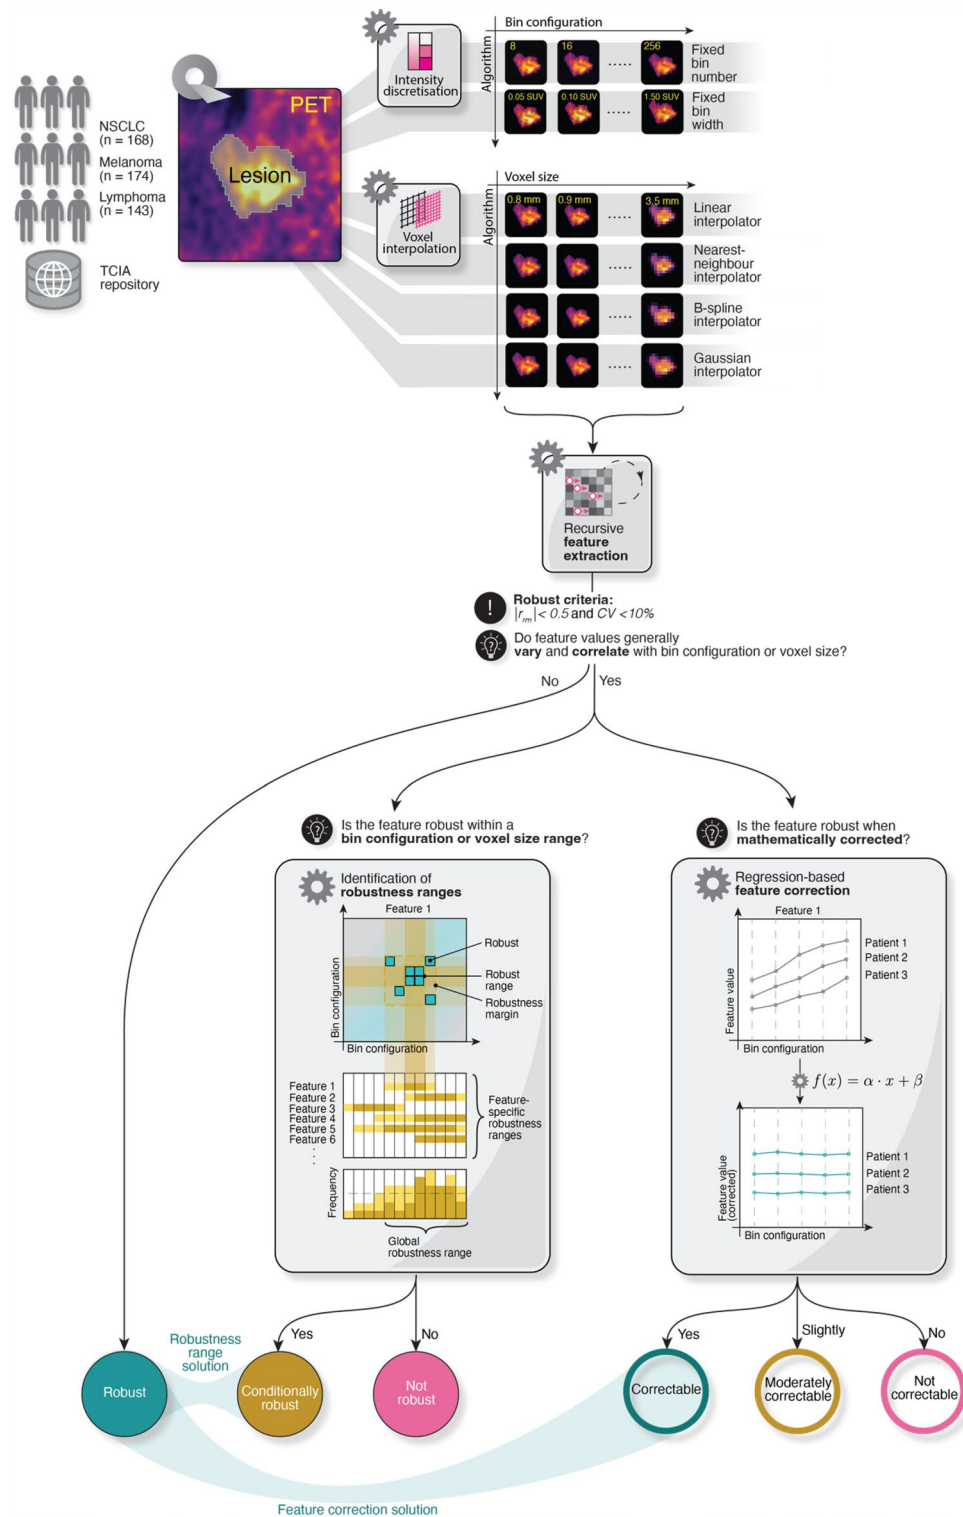 Bin configuration
Algorithm
8
16
256
.....
Fixed
bin
number
0.05 SUV
0.10 SUV
1.50 SUV
.....
Fixed
bin
width
Intensity
discretisation
PET
Lesion
NSCLC
(n = 168)
Melanoma
(n = 174)
Lymphoma
(n = 143)
TCIA
repository
Voxel
interpolation
Voxel size
Algorithm
0.8 mm
0.9 mm
3.5 mm
.....
Linear
interpolator
.....
Nearest-
neighbour
interpolator
.....
B-spline
interpolator
.....
Gaussian
interpolator
Recursive
feature
extraction
!
Robust criteria:
|r_rm| < 0.5 and CV <10%
?
Do feature values generally
vary and correlate with bin configuration or voxel size?
No
Yes
?
Is the feature robust within a
bin configuration or voxel size range?
Identification of
robustness ranges
Feature 1
Bin configuration
Bin configuration
Robust
Robust
range
Robustness
margin
Feature 1
Feature 2
Feature 3
Feature 4
Feature 5
Feature 6
Feature-
specific
robustness
ranges
Frequency
Global
robustness range
?
Is the feature robust when
mathematically corrected?
Regression-based
feature correction
Feature 1
Feature value
Bin configuration
Patient 1
Patient 2
Patient 3
f(x) = α · x + β
Feature value
(corrected)
Bin configuration
Patient 1
Patient 2
Patient 3
Yes
No
Yes
Slightly
No
Robustness
range
solution
Robust
Conditionally
robust
Not
robust
Correctable
Moderately
correctable
Not
correctable
Feature correction solution